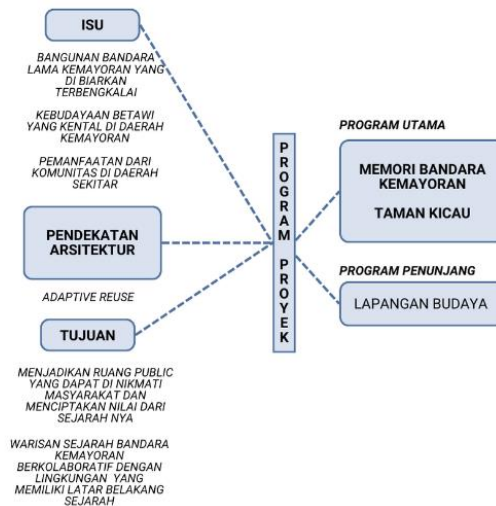 ISU
BANGUNAN BANDARA
LAMA KEMAYORAN YANG
DI BIARKAN
TERBENGKALAI
KEBUDAYAAN BETAWI
YANG KENTAL DI DAERAH
KEMAYORAN
PEMANFAATAN DARI
KOMUNITAS DI DAERAH
SEKITAR
PENDEKATAN
ARSITEKTUR
ADAPTIVE REUSE
TUJUAN
MENJADIKAN RUANG PUBLIC
YANG DAPAT DI NIKMATI
MASYARAKAT DAN
MENCIPTAKAN NILAI DARI
SEJARAH NYA
WARISAN SEJARAH BANDARA
KEMAYORAN
BERKOLABORATIF DENGAN
LINGKUNGAN YANG
MEMILIKI LATAR BELAKANG
SEJARAH
PROGRAM PROYEK
PROGRAM UTAMA
MEMORI BANDARA
KEMAYORAN
TAMAN KICAU
PROGRAM PENUNJANG
LAPANGAN BUDAYA